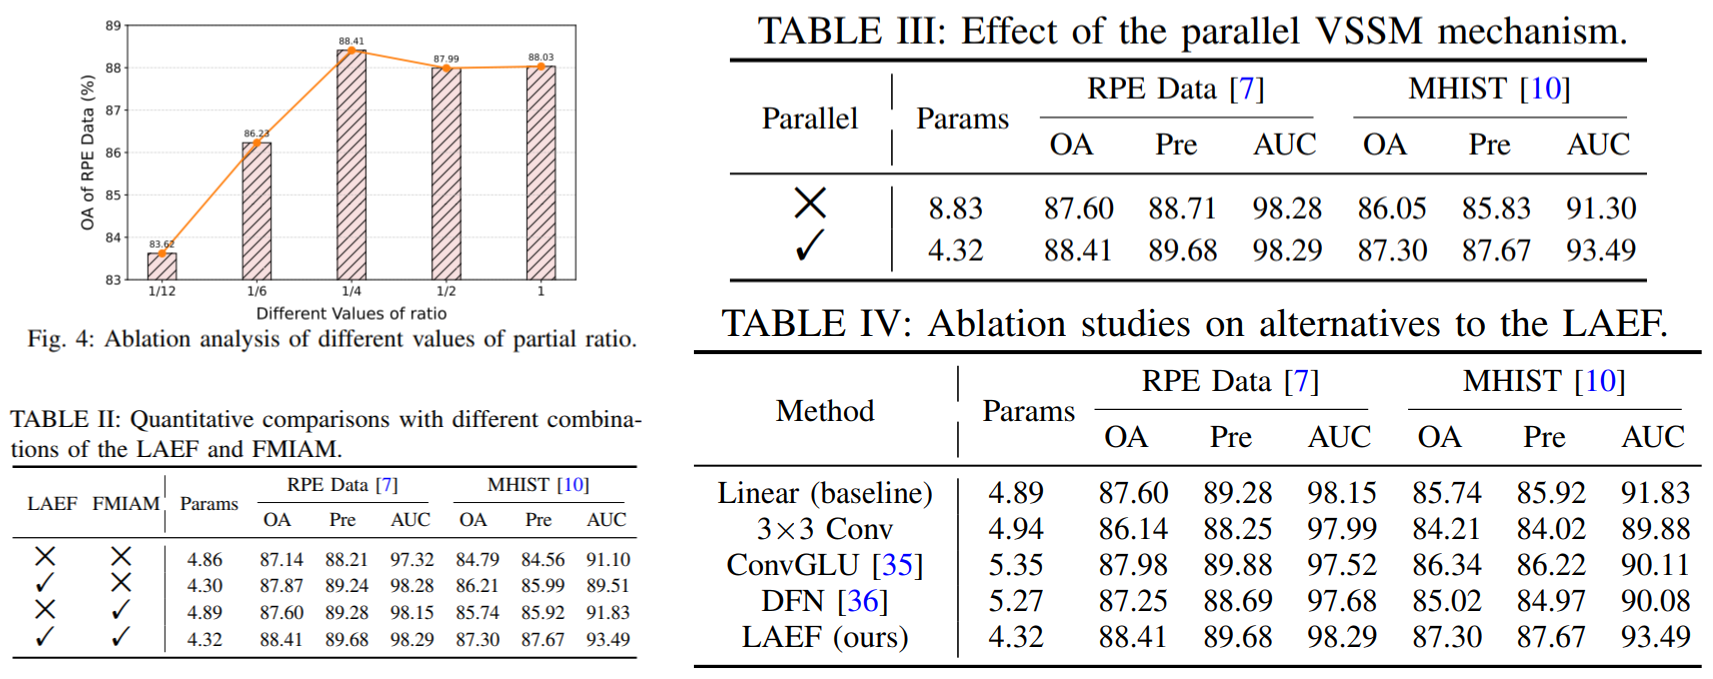 89
88
87
86
85
84
83
OA of RPE Data (%)
83.62
86.23
88.41
87.99
88.03
1/12 1/6 1/4 1/2 1
Different Values of ratio
Fig. 4: Ablation analysis of different values of partial ratio.
TABLE II: Quantitative comparisons with different combina-
tions of the LAEF and FMIAM.
LAEF FMIAM Params RPE Data [7] MHIST [10]
OA Pre AUC OA Pre AUC
✕ ✕ 4.86 87.14 88.21 97.32 84.79 84.56 91.10
✓ ✕ 4.30 87.87 89.24 98.28 86.21 85.99 89.51
✕ ✓ 4.89 87.60 89.28 98.15 85.74 85.92 91.83
✓ ✓ 4.32 88.41 89.68 98.29 87.30 87.67 93.49
TABLE III: Effect of the parallel VSSM mechanism.
Parallel Params RPE Data [7] MHIST [10]
OA Pre AUC OA Pre AUC
✕ 8.83 87.60 88.71 98.28 86.05 85.83 91.30
✓ 4.32 88.41 89.68 98.29 87.30 87.67 93.49
TABLE IV: Ablation studies on alternatives to the LAEF.
Method Params RPE Data [7] MHIST [10]
OA Pre AUC OA Pre AUC
Linear (baseline) 4.89 87.60 89.28 98.15 85.74 85.92 91.83
3×3 Conv 4.94 86.14 88.25 97.99 84.21 84.02 89.88
ConvGLU [35] 5.35 87.98 89.88 97.52 86.34 86.22 90.11
DFN [36] 5.27 87.25 88.69 97.68 85.02 84.97 90.08
LAEF (ours) 4.32 88.41 89.68 98.29 87.30 87.67 93.49